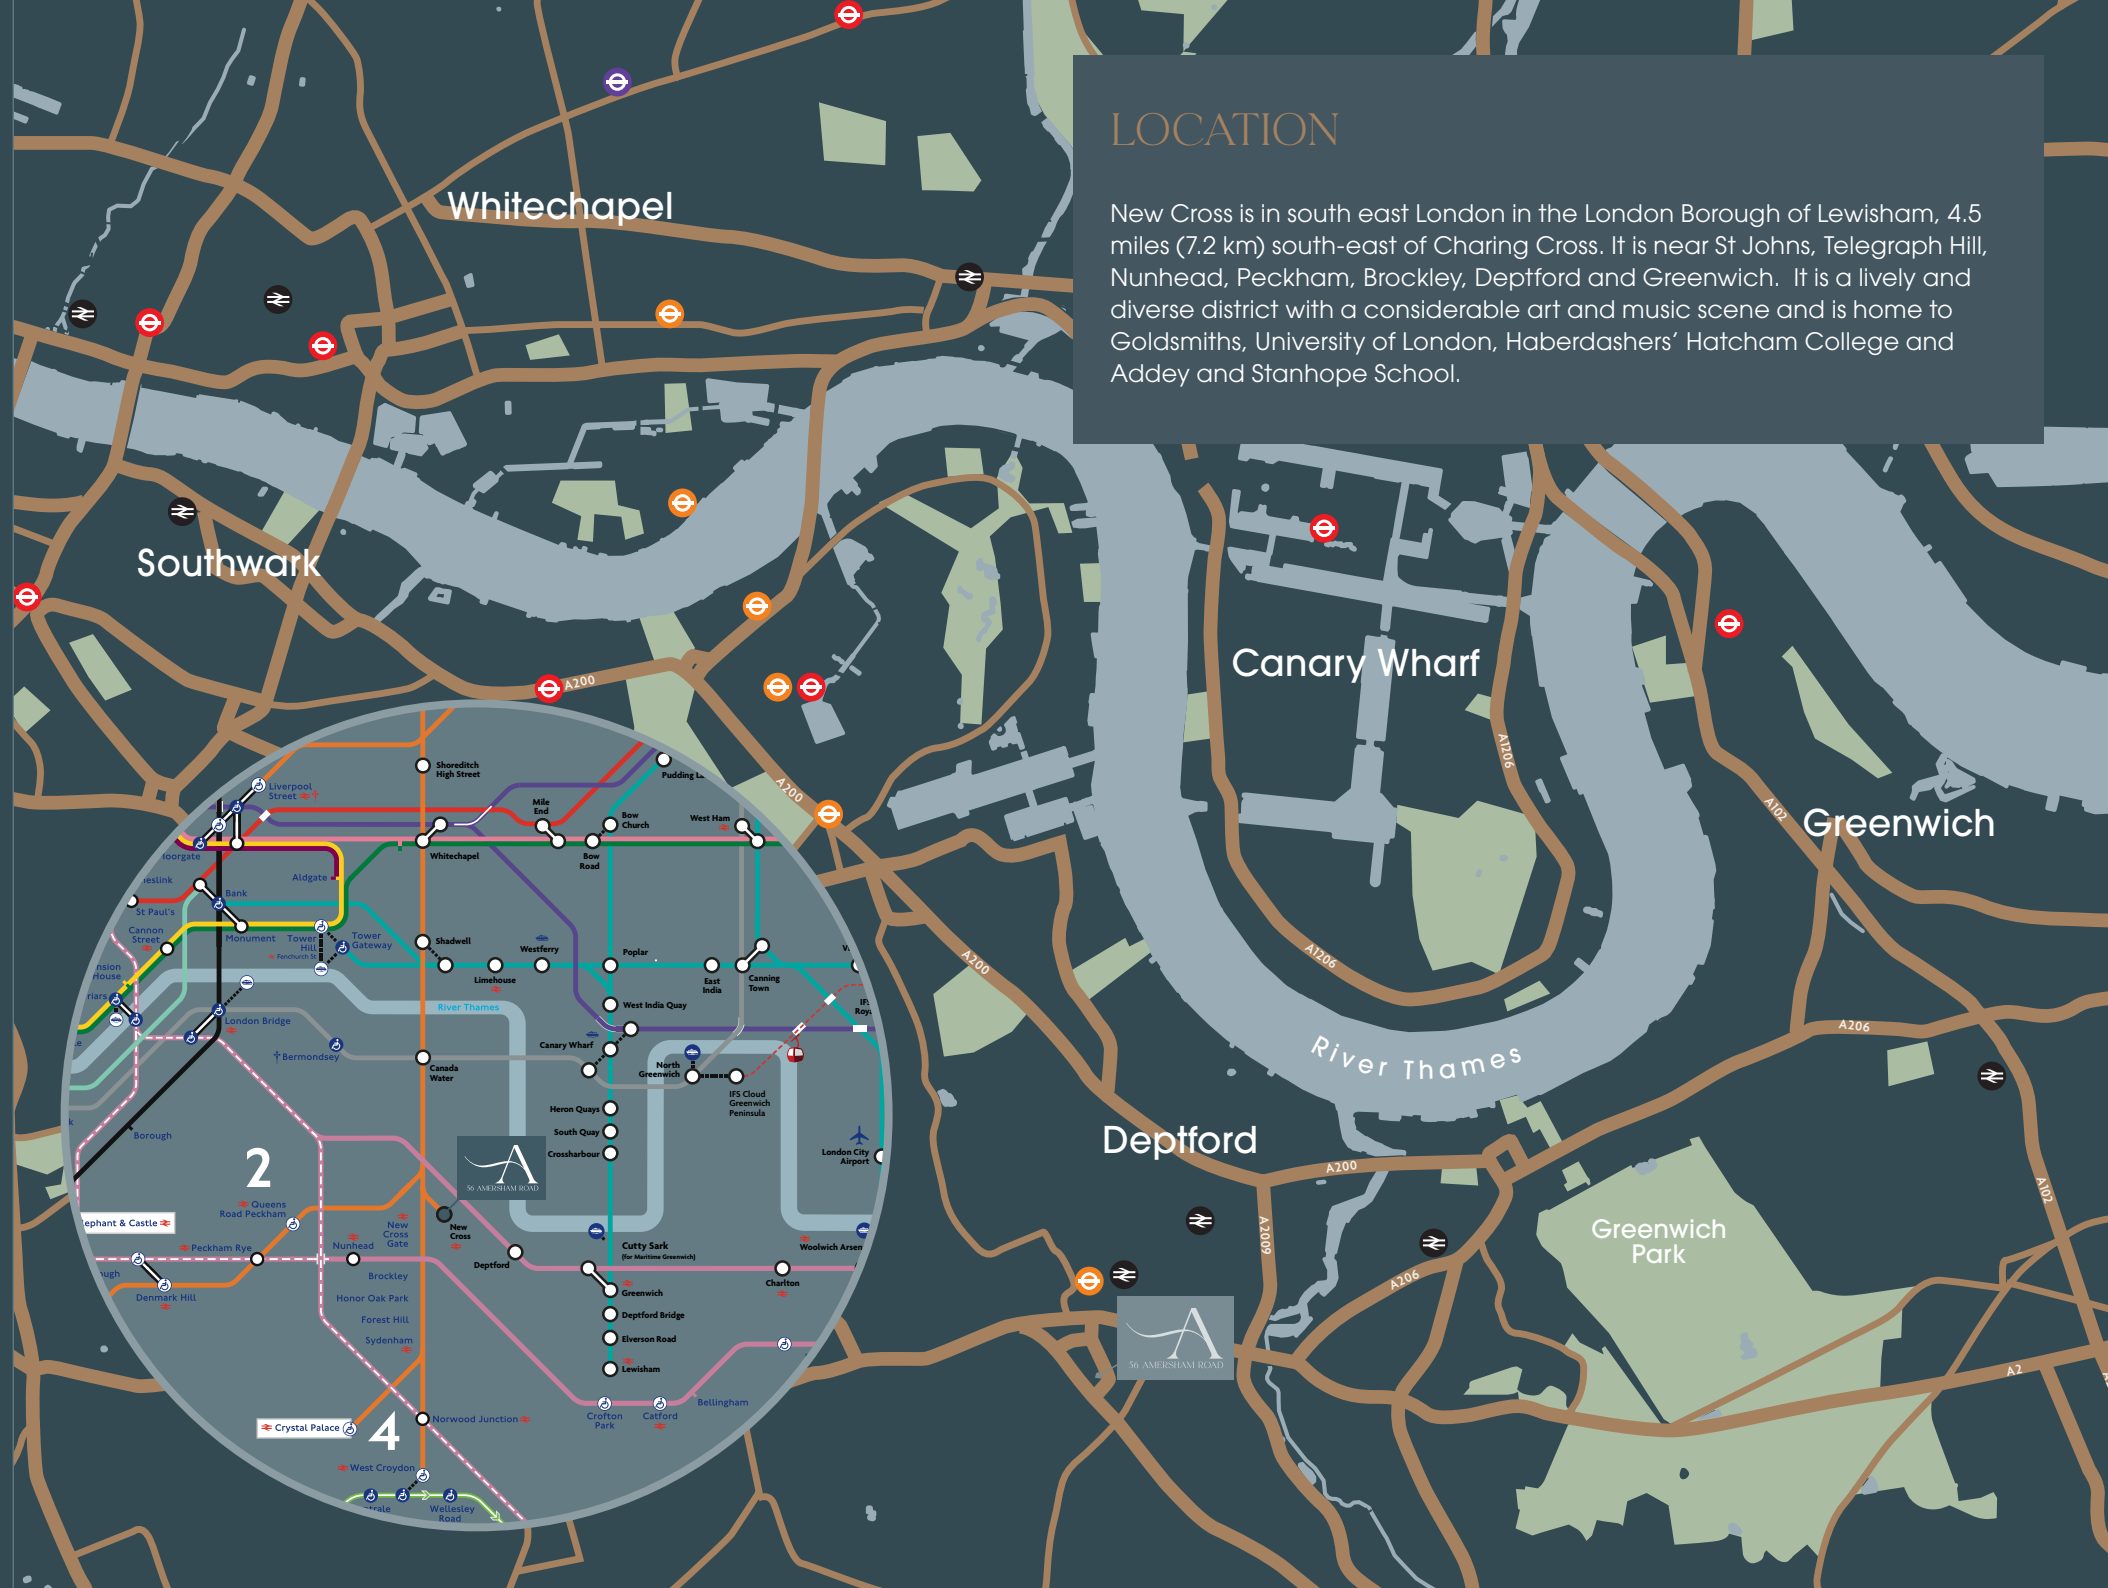 LOCATION
New Cross is in south east London in the London Borough of Lewisham, 4.5
miles (7.2 km) south-east of Charing Cross. It is near St Johns, Telegraph Hill,
Nunhead, Peckham, Brockley, Deptford and Greenwich.  It is a lively and
diverse district with a considerable art and music scene and is home to
Goldsmiths, University of London, Haberdashers’ Hatcham College and
Addey and Stanhope School.
Whitechapel
Southwark
Canary Wharf
Greenwich
Deptford
River Thames
Greenwich
Park
A200
A200
A200
A200
A1206
A1206
A102
A102
A206
A206
A2009
A2
56 AMERSHAM ROAD
Shoreditch
High Street
Liverpool
Street
Pudding
Mile
End
Bow
Church
West Ham
Whitechapel
Bow
Road
Aldgate
Bank
St Paul's
Cannon
Street
Monument
Tower
Hill
Fenchurch St
Tower
Gateway
Shadwell
Westferry
Limehouse
Poplar
East
India
Canning
Town
River Thames
West India Quay
London Bridge
Bermondsey
Canary Wharf
Canada
Water
North
Greenwich
IFS Cloud
Greenwich
Peninsula
Heron Quays
South Quay
Crossharbour
Borough
London City
Airport
2
56 AMERSHAM ROAD
Queens
Road Peckham
ephant & Castle
New
Cross
Gate
New
Cross
Peckham Rye
Nunhead
Deptford
Cutty Sark
(for Maritime Greenwich)
Woolwich Arsen
Brockley
Charlton
Denmark Hill
Honor Oak Park
Greenwich
Forest Hill
Deptford Bridge
Sydenham
Elverson Road
Lewisham
Crofton
Park
Catford
Bellingham
Crystal Palace
4
Norwood Junction
West Croydon
Wellesley
Road